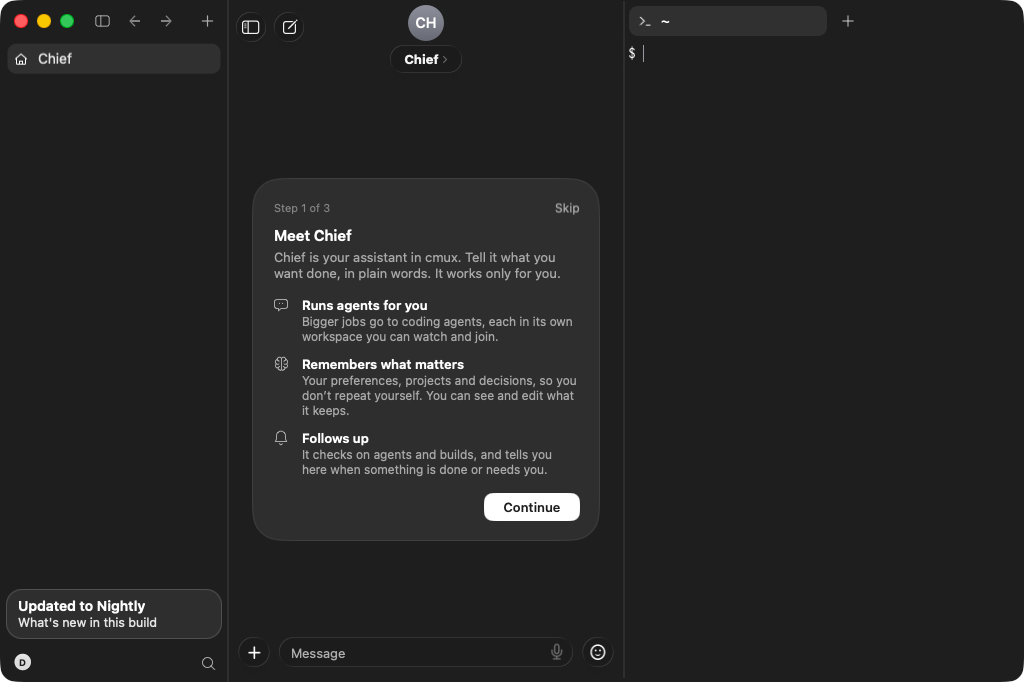 Chief
CH
Chief
Step 1 of 3
Skip
Meet Chief
Chief is your assistant in cmux. Tell it what you
want done, in plain words. It works only for you.
Runs agents for you
Bigger jobs go to coding agents, each in its own
workspace you can watch and join.
Remembers what matters
Your preferences, projects and decisions, so you
don’t repeat yourself. You can see and edit what
it keeps.
Follows up
It checks on agents and builds, and tells you
here when something is done or needs you.
Continue
Message
Updated to Nightly
What's new in this build
D
>_ ~
$